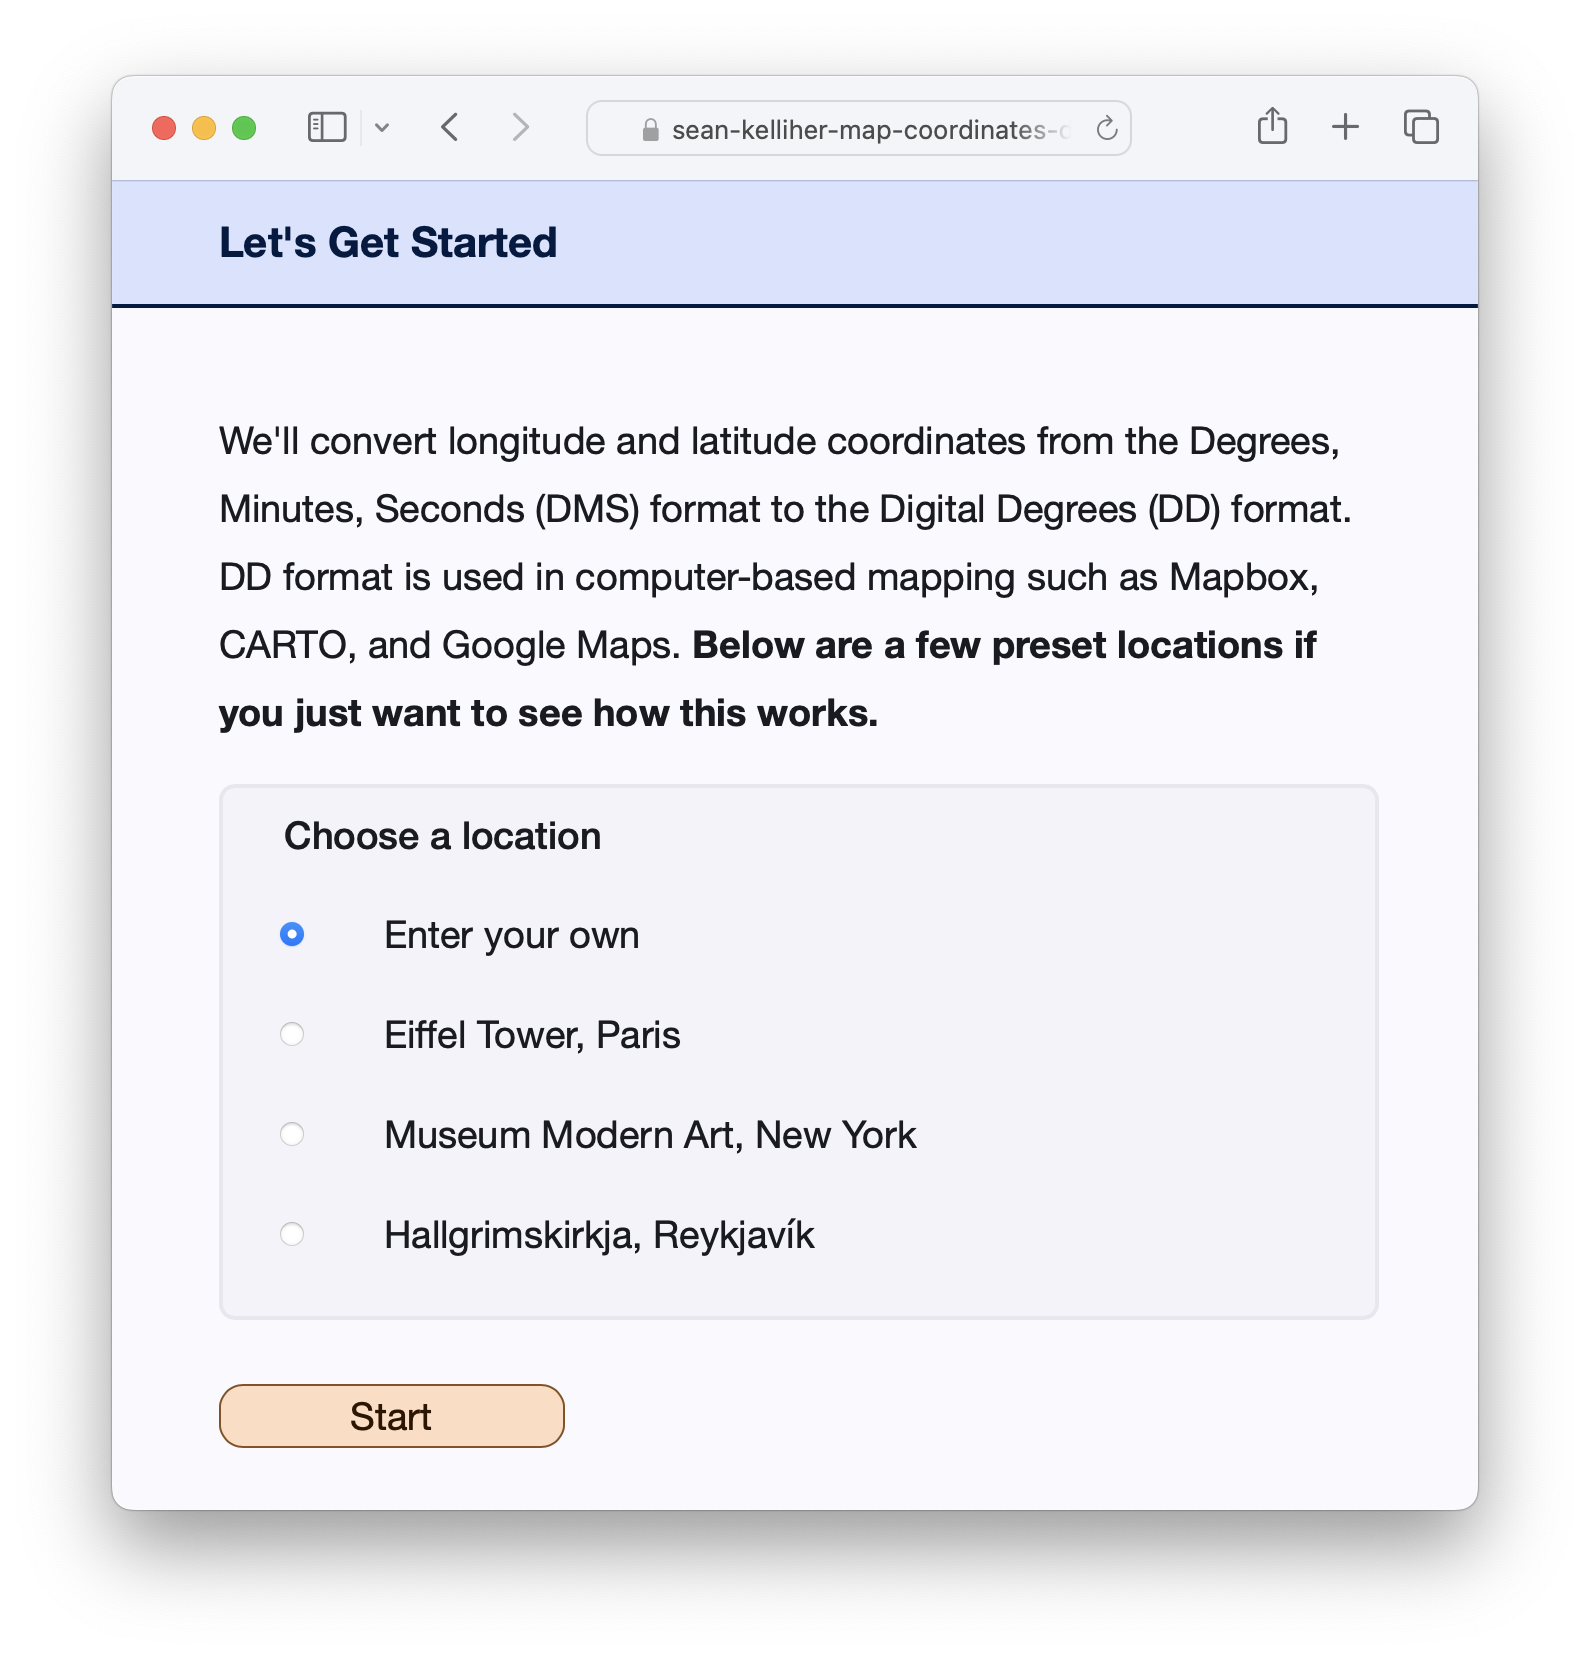 sean-kelliher-map-coordinates-
Let's Get Started
We'll convert longitude and latitude coordinates from the Degrees,
Minutes, Seconds (DMS) format to the Digital Degrees (DD) format.
DD format is used in computer-based mapping such as Mapbox,
CARTO, and Google Maps. Below are a few preset locations if
you just want to see how this works.
Choose a location
Enter your own
Eiffel Tower, Paris
Museum Modern Art, New York
Hallgrimskirkja, Reykjavík
Start